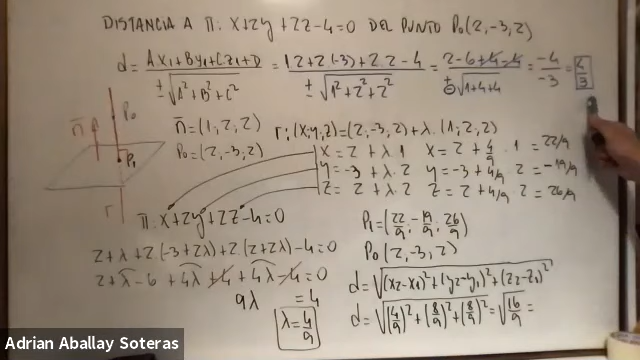 DISTANCIA A Π: X+2y+2Z-4=0 DEL PUNTO P₀(2,-3,2)
d = (A.X₁+By₁+CZ₁+D)/(±√(A²+B²+C²)) = (1.2+2.(-3)+2.2-4)/(±√(1²+2²+2²)) = (2-6+4-4)/(±√(1+4+4)) = -4/-3 = 4/3
n̄ = (1,2,2)
P₀ = (2,-3,2)
r: (X;y;2)=(2,-3,2)+λ.(1;2;2)
X = 2 + λ.1 X = 2 + 4/9 . 1 = 22/9
y = -3 + λ.2 y = -3 + 4/9 . 2 = -19/9
Z = 2 + λ.2 Z = 2 + 4/9 2 = 26/9
n̄
P₀
P₁
r
Π: X+2y+2Z-4=0
2+λ+2.(-3+2λ)+2.(2+2λ)-4=0
2+λ-6+4λ+4+4λ-4=0
9λ = 4
λ = 4/9
P₁=(22/9, -19/9, 26/9)
P₀(2,-3,2)
d=√((X₂-X₁)²+(y₂-y₁)²+(Z₂-Z₁)²)
d=√((4/9)²+(8/9)²+(8/9)²)=√(16/9)=
Adrian Aballay Soteras